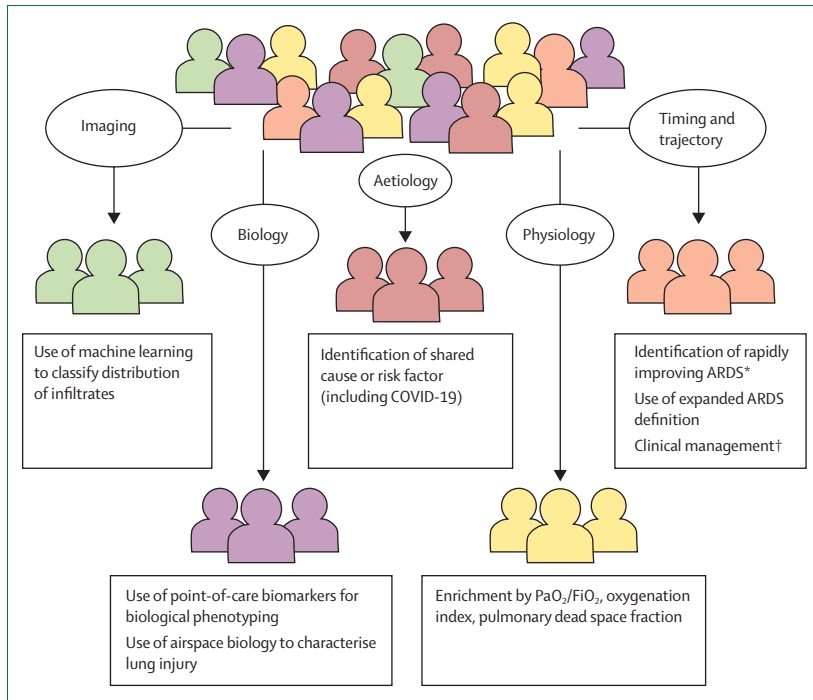 Imaging
Timing and
trajectory
Aetiology
Biology
Physiology
Use of machine learning
to classify distribution
of infiltrates
Identification of shared
cause or risk factor
(including COVID-19)
Identification of rapidly
improving ARDS*
Use of expanded ARDS
definition
Clinical management†
Use of point-of-care biomarkers for
biological phenotyping
Use of airspace biology to characterise
lung injury
Enrichment by PaO₂/FiO₂, oxygenation
index, pulmonary dead space fraction